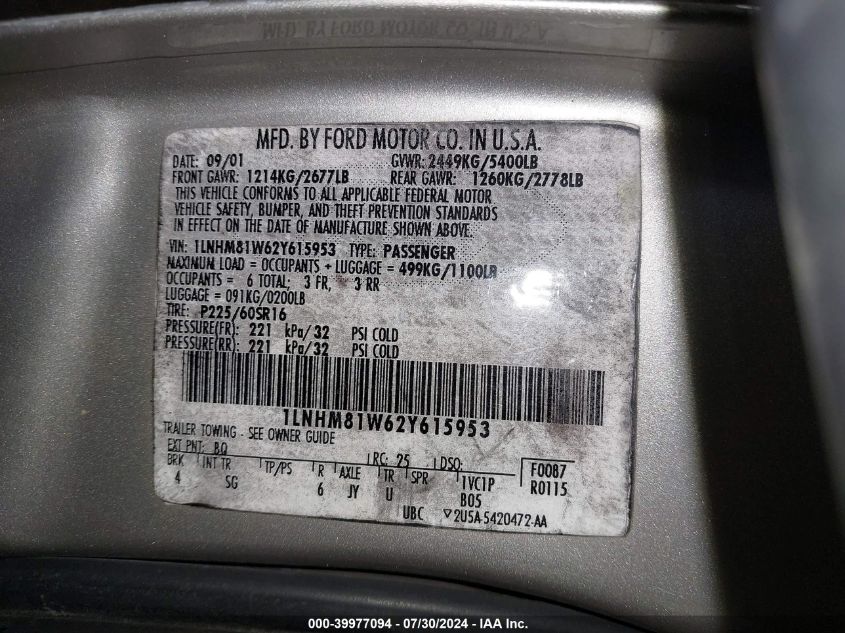 MFD. BY FORD MOTOR CO. IN U.S.A.
MFD. BY FORD MOTOR CO. IN U.S.A.
DATE: 09/01 GVWR: 2449KG/5400LB
FRONT GAWR: 1214KG/2677LB REAR GAWR: 1260KG/2778LB
THIS VEHICLE CONFORMS TO ALL APPLICABLE FEDERAL MOTOR
VEHICLE SAFETY, BUMPER, AND THEFT PREVENTION STANDARDS
IN EFFECT ON THE DATE OF MANUFACTURE SHOWN ABOVE.
VIN: 1LNHM81W62Y615953 TYPE: PASSENGER
MAXIMUM LOAD = OCCUPANTS + LUGGAGE = 499KG/1100LB
OCCUPANTS = 6 TOTAL; 3 FR, 3 RR
LUGGAGE = 091KG/0200LB
TIRE: P225/60SR16
PRESSURE(FR): 221 kPa/32 PSI COLD
PRESSURE(RR): 221 kPa/32 PSI COLD
1LNHM81W62Y615953
TRAILER TOWING - SEE OWNER GUIDE
EXT PNT: BQ RC: 25 DSO: F0087
BRK INT TR TP/PS R AXLE TR SPR 1VC1P R0115
4 SG 6 JY U B05
UBC ▽2U5A-5420472-AA
000-39977094 / 07/30/2024 - IAA Inc.